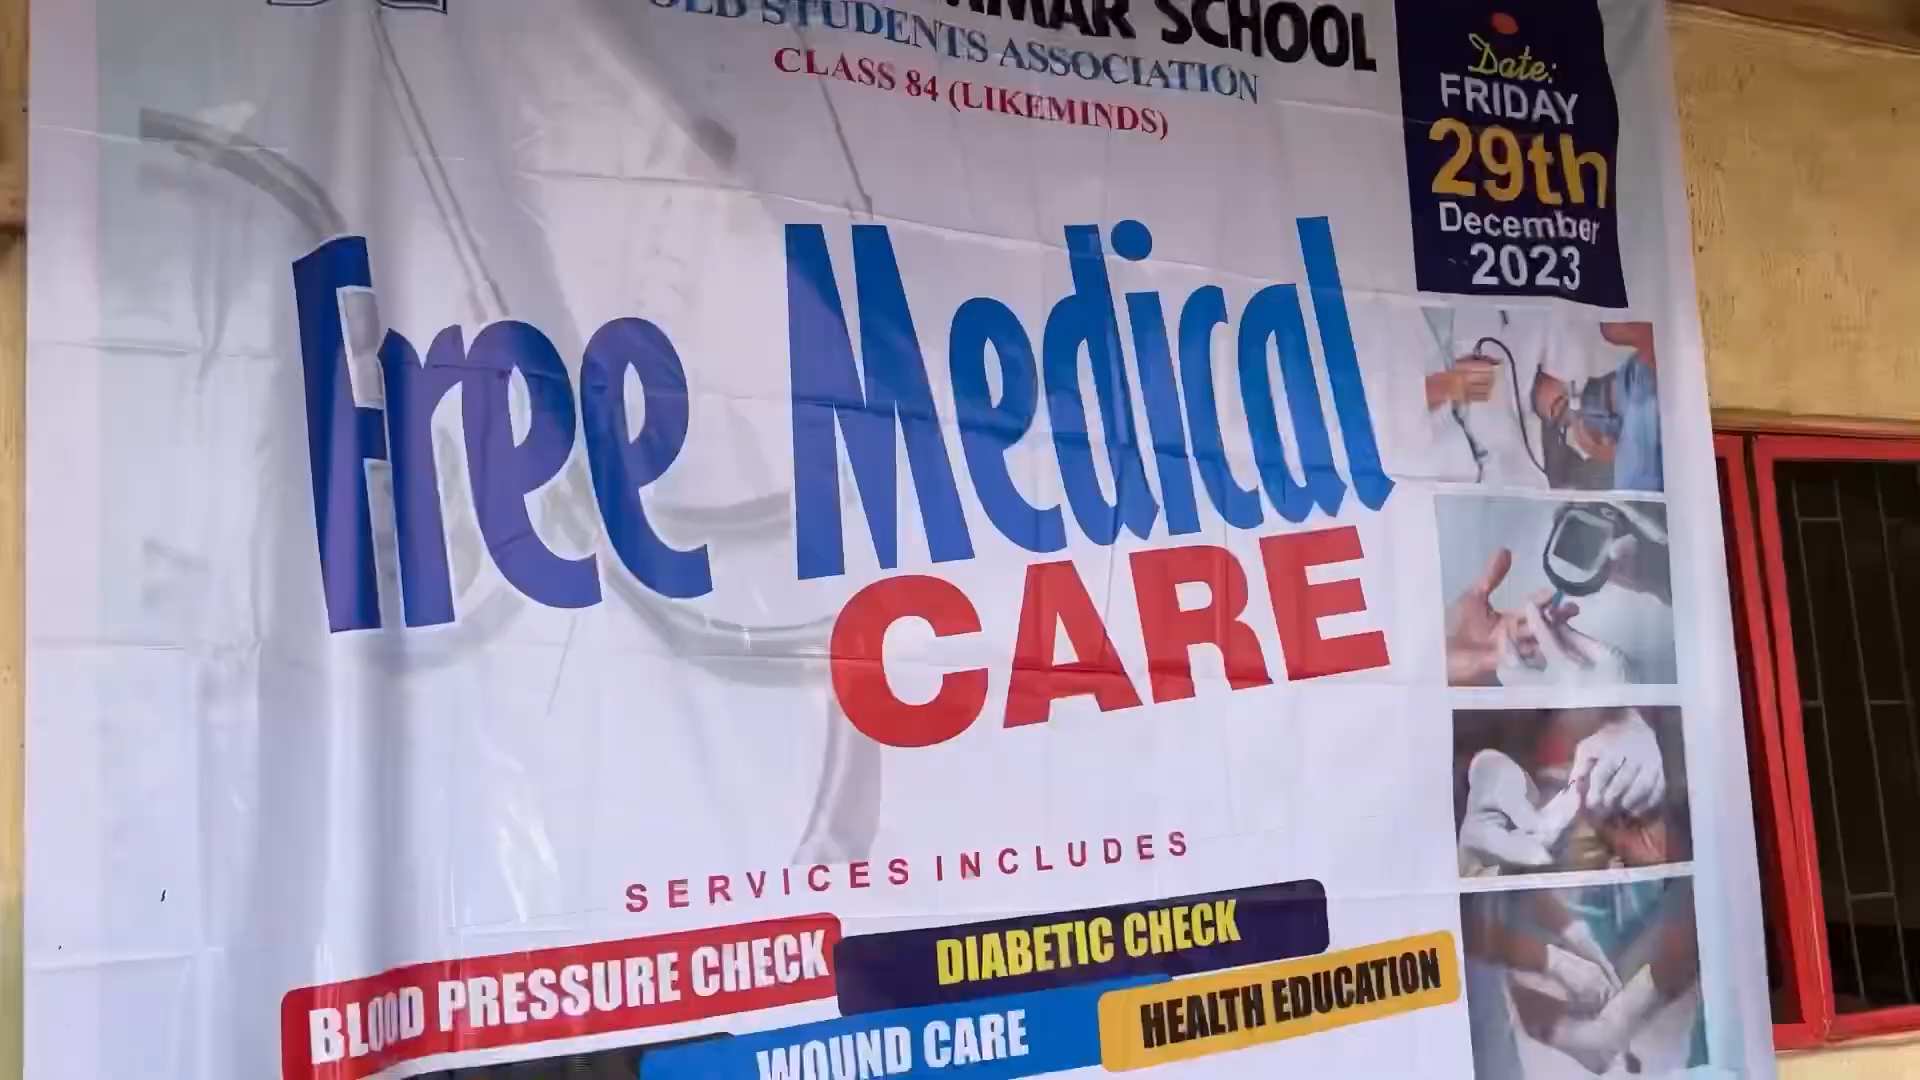 SCHOOL
OLD STUDENTS ASSOCIATION
CLASS 84 (LIKEMINDS)
Date:
FRIDAY
29th
December
2023
Free Medical
CARE
SERVICES INCLUDES
BLOOD PRESSURE CHECK
DIABETIC CHECK
WOUND CARE
HEALTH EDUCATION